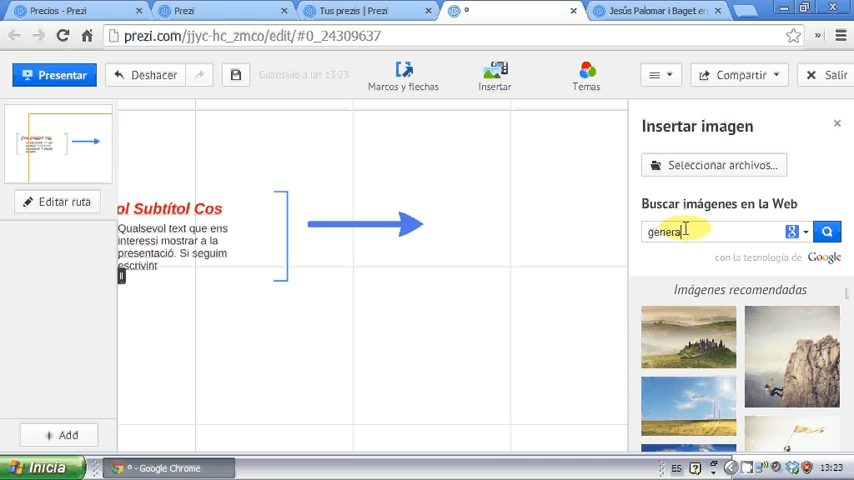 Precios - Prezi
Prezi
Tus prezis | Prezi
º
Jesús Palomar i Baget en
prezi.com/jjyc-hc_zmco/edit/#0_24309637
Presentar
Deshacer
Guardado a las 13:23
Marcos y flechas
Insertar
Temas
Compartir
Salir
Editar ruta
Add
ol Subtítol Cos
Qualsevol text que ens
interessi mostrar a la
presentació. Si seguim
escrivint
Insertar imagen
Seleccionar archivos...
Buscar imágenes en la Web
genera
con la tecnología de Google
Imágenes recomendadas
Inicia
º - Google Chrome
ES
13:23